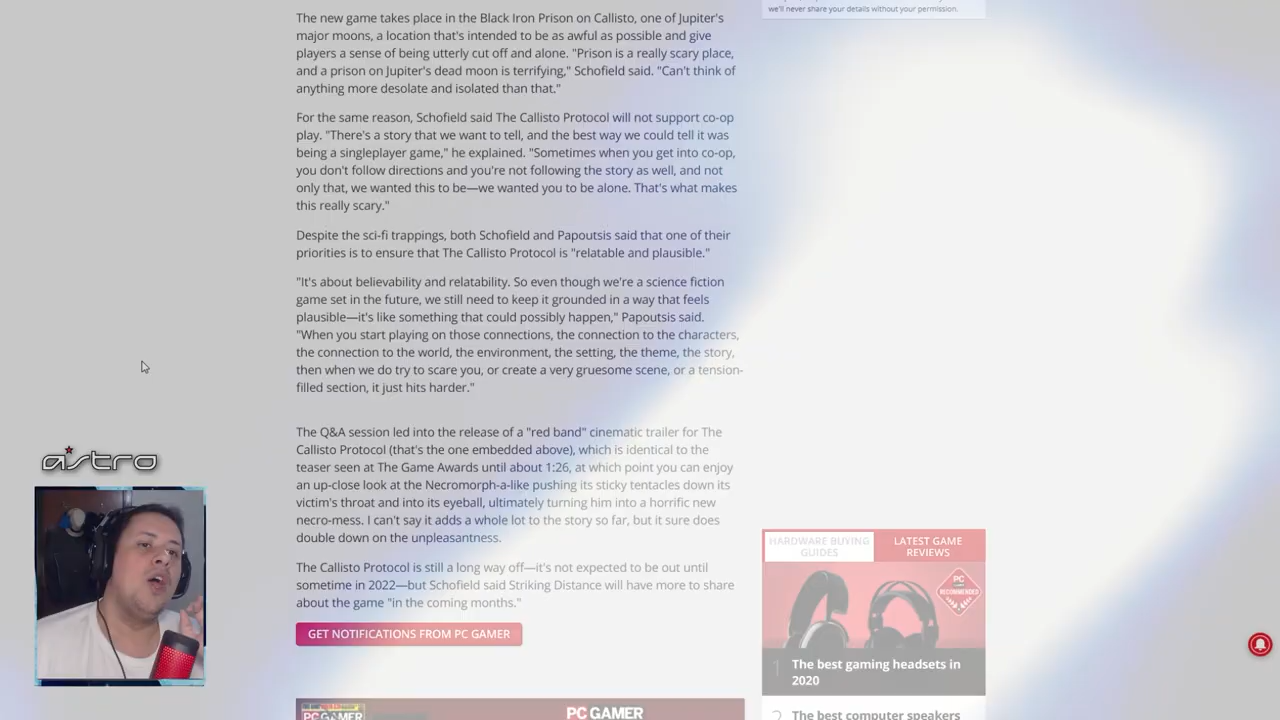 The new game takes place in the Black Iron Prison on Callisto, one of Jupiter's
major moons, a location that's intended to be as awful as possible and give
players a sense of being utterly cut off and alone. "Prison is a really scary place,
and a prison on Jupiter's dead moon is terrifying," Schofield said. "Can't think of
anything more desolate and isolated than that."
For the same reason, Schofield said The Callisto Protocol will not support co-op
play. "There's a story that we want to tell, and the best way we could tell it was
being a singleplayer game," he explained. "Sometimes when you get into co-op,
you don't follow directions and you're not following the story as well, and not
only that, we wanted this to be—we wanted you to be alone. That's what makes
this really scary."
Despite the sci-fi trappings, both Schofield and Papoutsis said that one of their
priorities is to ensure that The Callisto Protocol is "relatable and plausible."
"It's about believability and relatability. So even though we're a science fiction
game set in the future, we still need to keep it grounded in a way that feels
plausible—it's like something that could possibly happen," Papoutsis said.
"When you start playing on those connections, the connection to the characters,
the connection to the world, the environment, the setting, the theme, the story,
then when we do try to scare you, or create a very gruesome scene, or a tension-
filled section, it just hits harder."
The Q&A session led into the release of a "red band" cinematic trailer for The
Callisto Protocol (that's the one embedded above), which is identical to the
teaser seen at The Game Awards until about 1:26, at which point you can enjoy
an up-close look at the Necromorph-a-like pushing its sticky tentacles down its
victim's throat and into its eyeball, ultimately turning him into a horrific new
necro-mess. I can't say it adds a whole lot to the story so far, but it sure does
double down on the unpleasantness.
The Callisto Protocol is still a long way off—it's not expected to be out until
sometime in 2022—but Schofield said Striking Distance will have more to share
about the game "in the coming months."
GET NOTIFICATIONS FROM PC GAMER
PC GAMER
PC GAMER
we'll never share your details without your permission.
HARDWARE BUYING
GUIDES
LATEST GAME
REVIEWS
PC
GAMER
RECOMMENDED
1 The best gaming headsets in
2020
2 The best computer speakers
astro